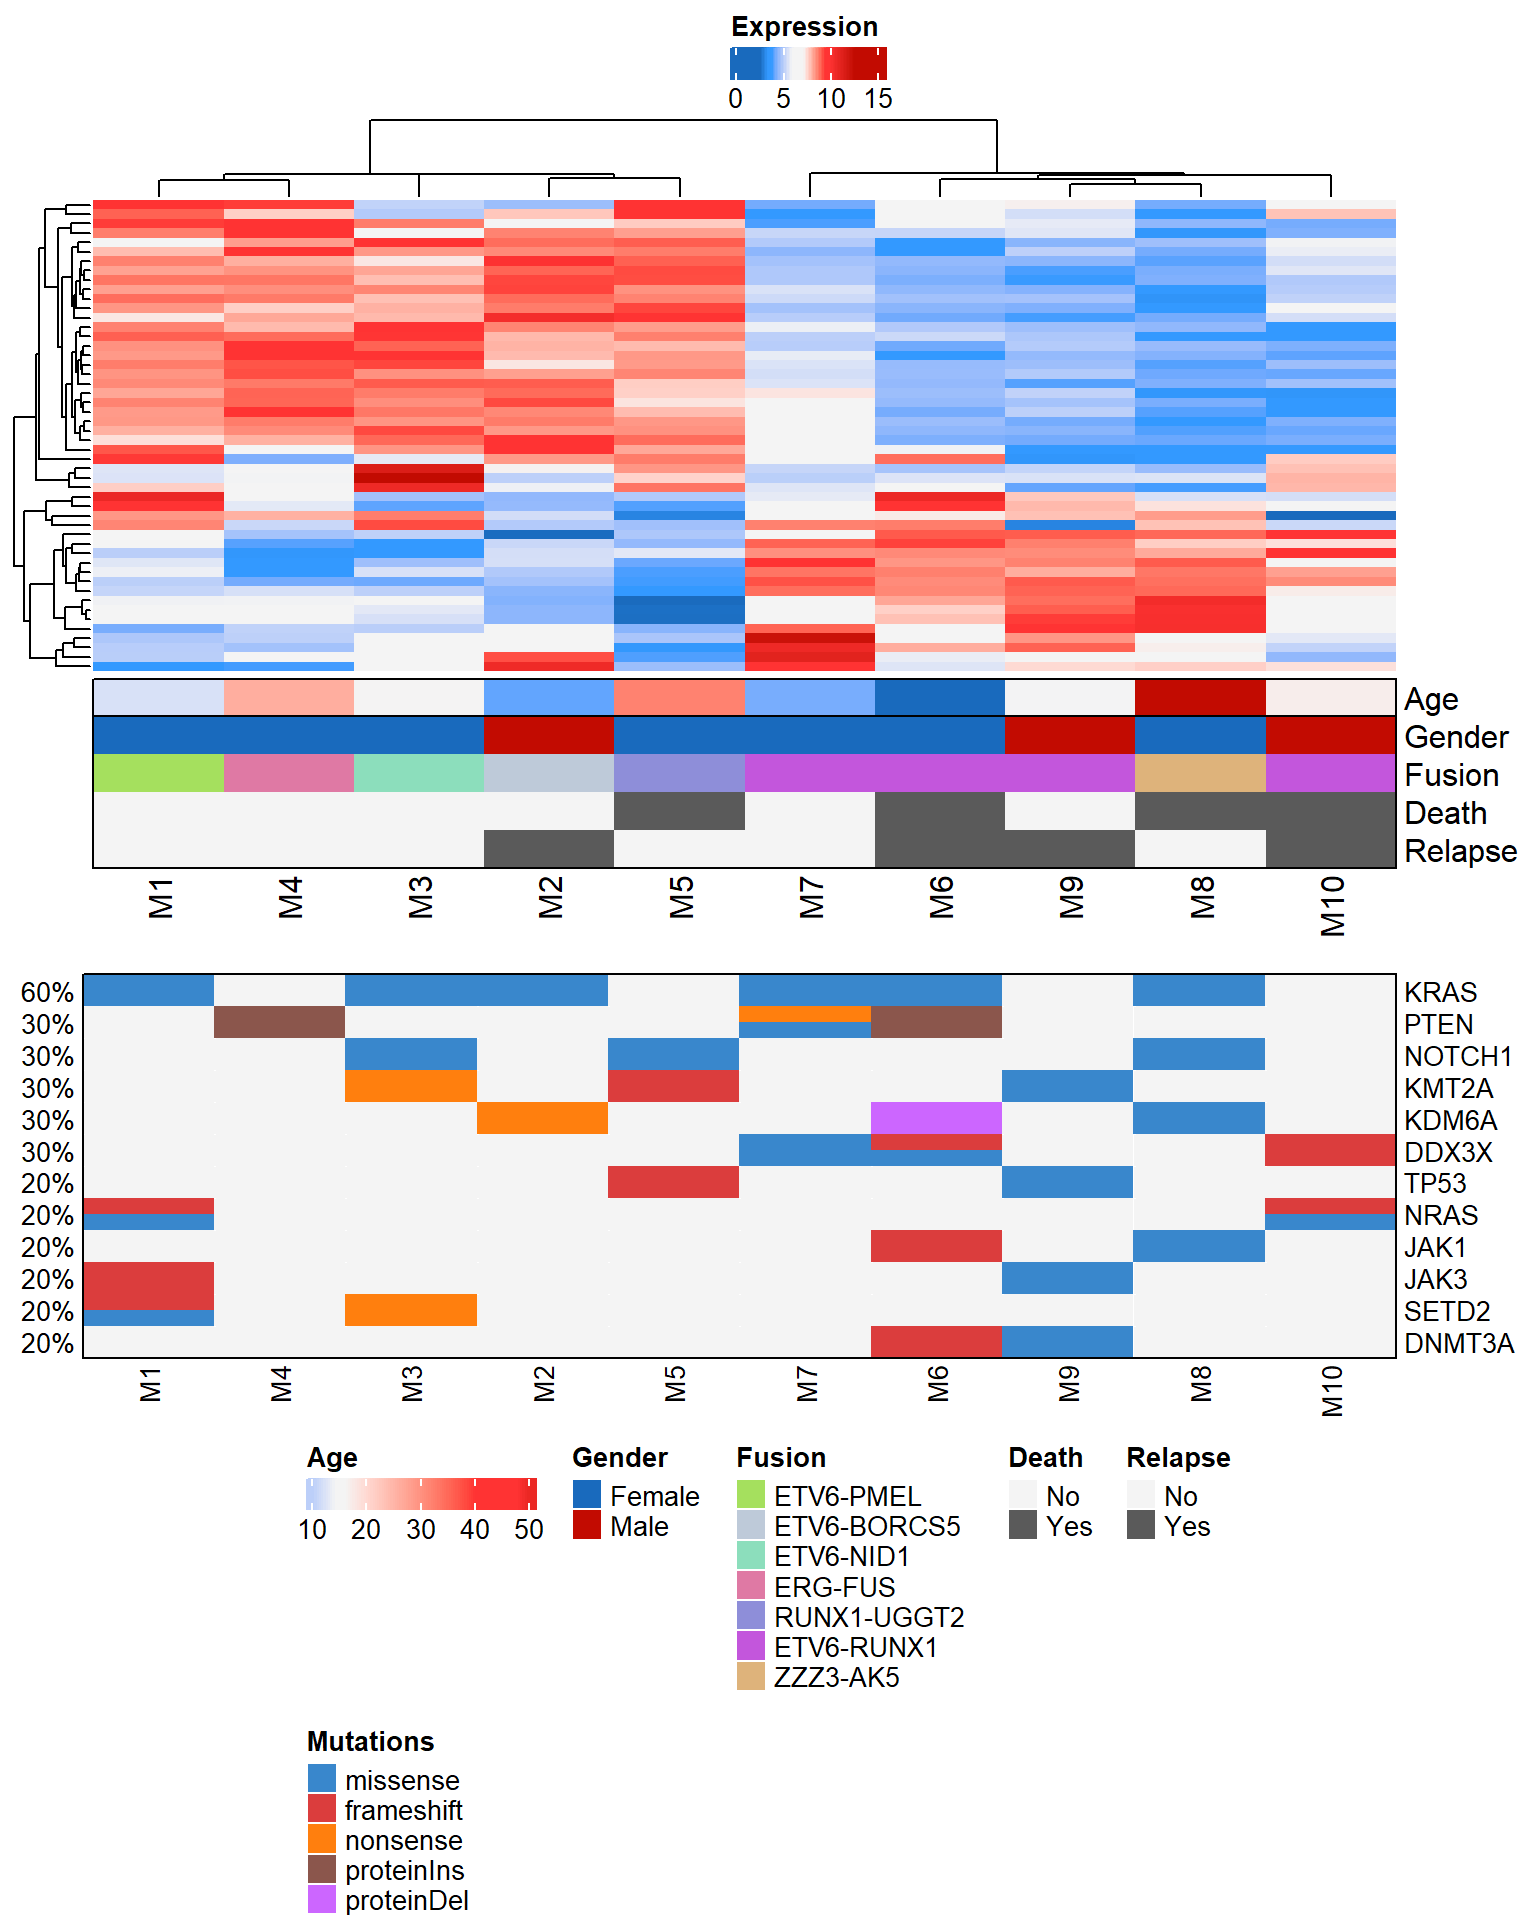 Expression
0 5 10 15
Age
Gender
Fusion
Death
Relapse
M1 M4 M3 M2 M5 M7 M6 M9 M8 M10
60% KRAS
30% PTEN
30% NOTCH1
30% KMT2A
30% KDM6A
30% DDX3X
20% TP53
20% NRAS
20% JAK1
20% JAK3
20% SETD2
20% DNMT3A
M1 M4 M3 M2 M5 M7 M6 M9 M8 M10
Age
10 20 30 40 50
Gender
Female
Male
Fusion
ETV6-PMEL
ETV6-BORCS5
ETV6-NID1
ERG-FUS
RUNX1-UGGT2
ETV6-RUNX1
ZZZ3-AK5
Death
No
Yes
Relapse
No
Yes
Mutations
missense
frameshift
nonsense
proteinIns
proteinDel